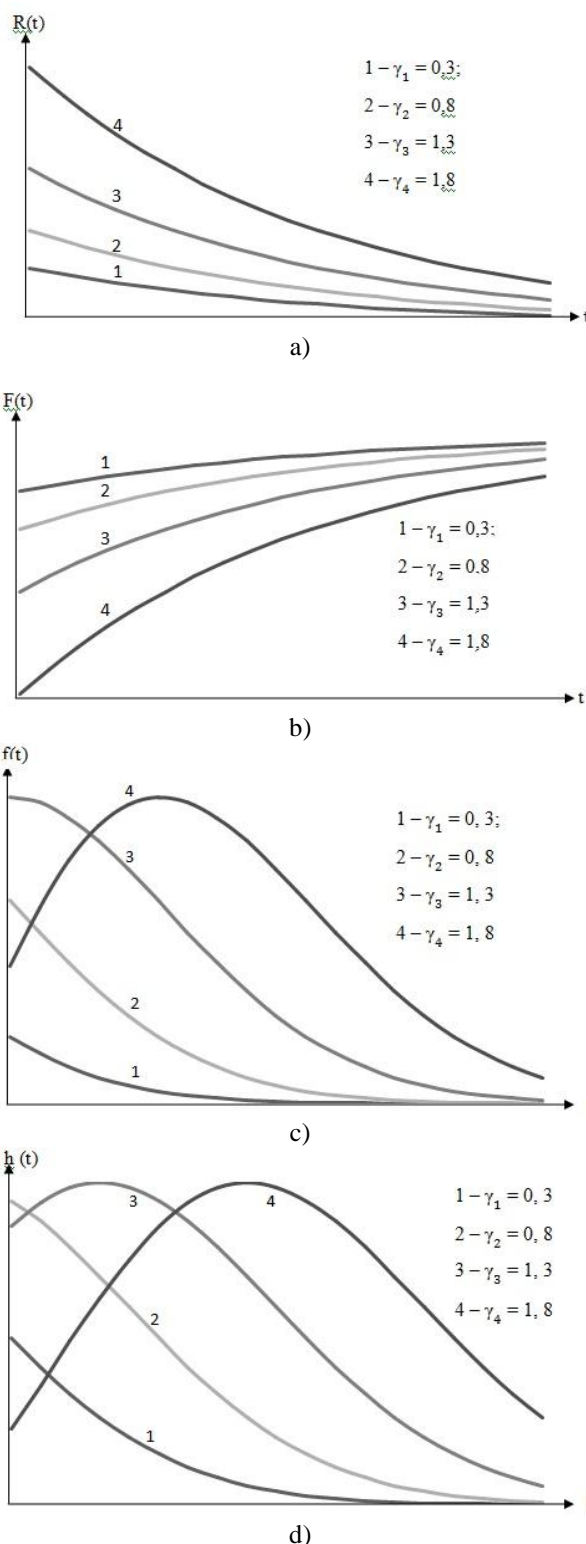 R(t)
1 – γ₁ = 0,3;
2 – γ₂ = 0,8
3 – γ₃ = 1,3
4 – γ₄ = 1,8
4
3
2
1
t
a)
F(t)
1
2
3
4
1 – γ₁ = 0,3;
2 – γ₂ = 0.8
3 – γ₃ = 1,3
4 – γ₄ = 1,8
t
b)
f(t)
4
3
2
1
1 – γ₁ = 0, 3;
2 – γ₂ = 0, 8
3 – γ₃ = 1, 3
4 – γ₄ = 1, 8
c)
h (t)
3
4
2
1
1 – γ₁ = 0, 3
2 – γ₂ = 0, 8
3 – γ₃ = 1, 3
4 – γ₄ = 1, 8
d)